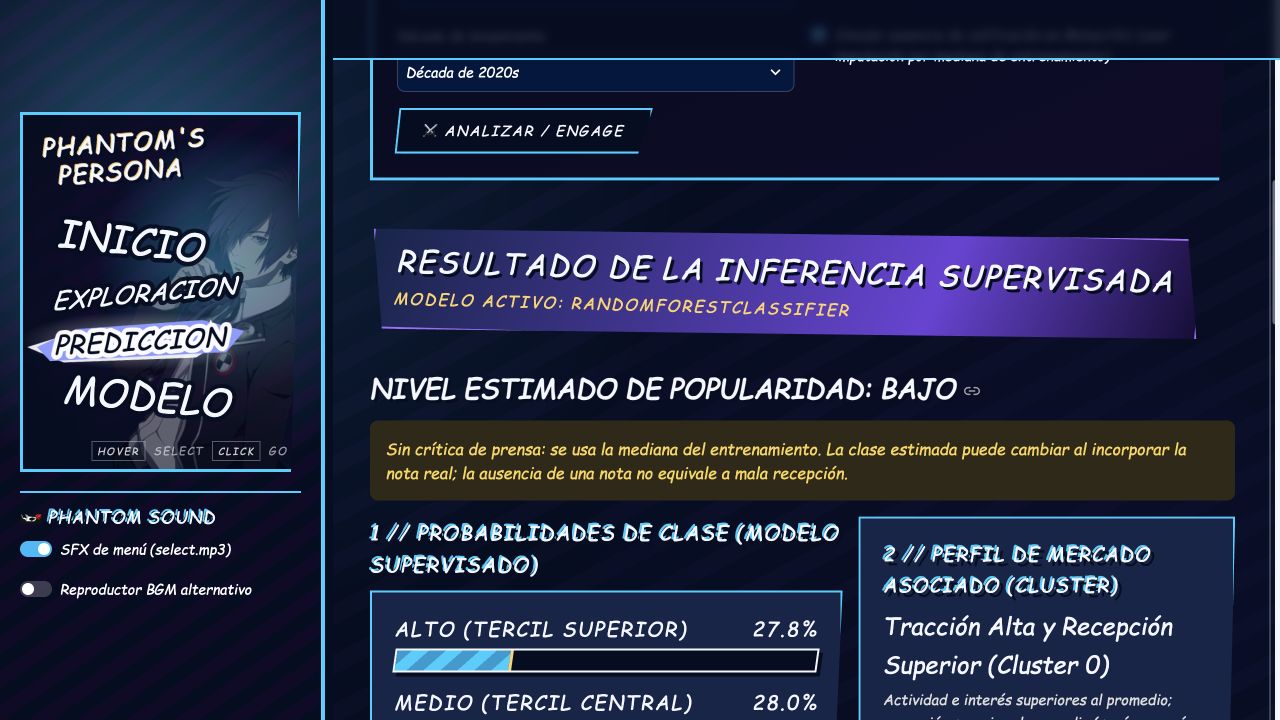 PHANTOM'S
PERSONA
INICIO
EXPLORACION
PREDICCION
MODELO
HOVER SELECT CLICK GO
PHANTOM SOUND
SFX de menú (select.mp3)
Reproductor BGM alternativo
Década de 2020s
ANALIZAR / ENGAGE
RESULTADO DE LA INFERENCIA SUPERVISADA
MODELO ACTIVO: RANDOMFORESTCLASSIFIER
NIVEL ESTIMADO DE POPULARIDAD: BAJO
Sin crítica de prensa: se usa la mediana del entrenamiento. La clase estimada puede cambiar al incorporar la
nota real; la ausencia de una nota no equivale a mala recepción.
1 // PROBABILIDADES DE CLASE (MODELO
SUPERVISADO)
ALTO (TERCIL SUPERIOR) 27.8%
MEDIO (TERCIL CENTRAL) 28.0%
2 // PERFIL DE MERCADO
ASOCIADO (CLUSTER)
Tracción Alta y Recepción
Superior (Cluster 0)
Actividad e interés superiores al promedio;